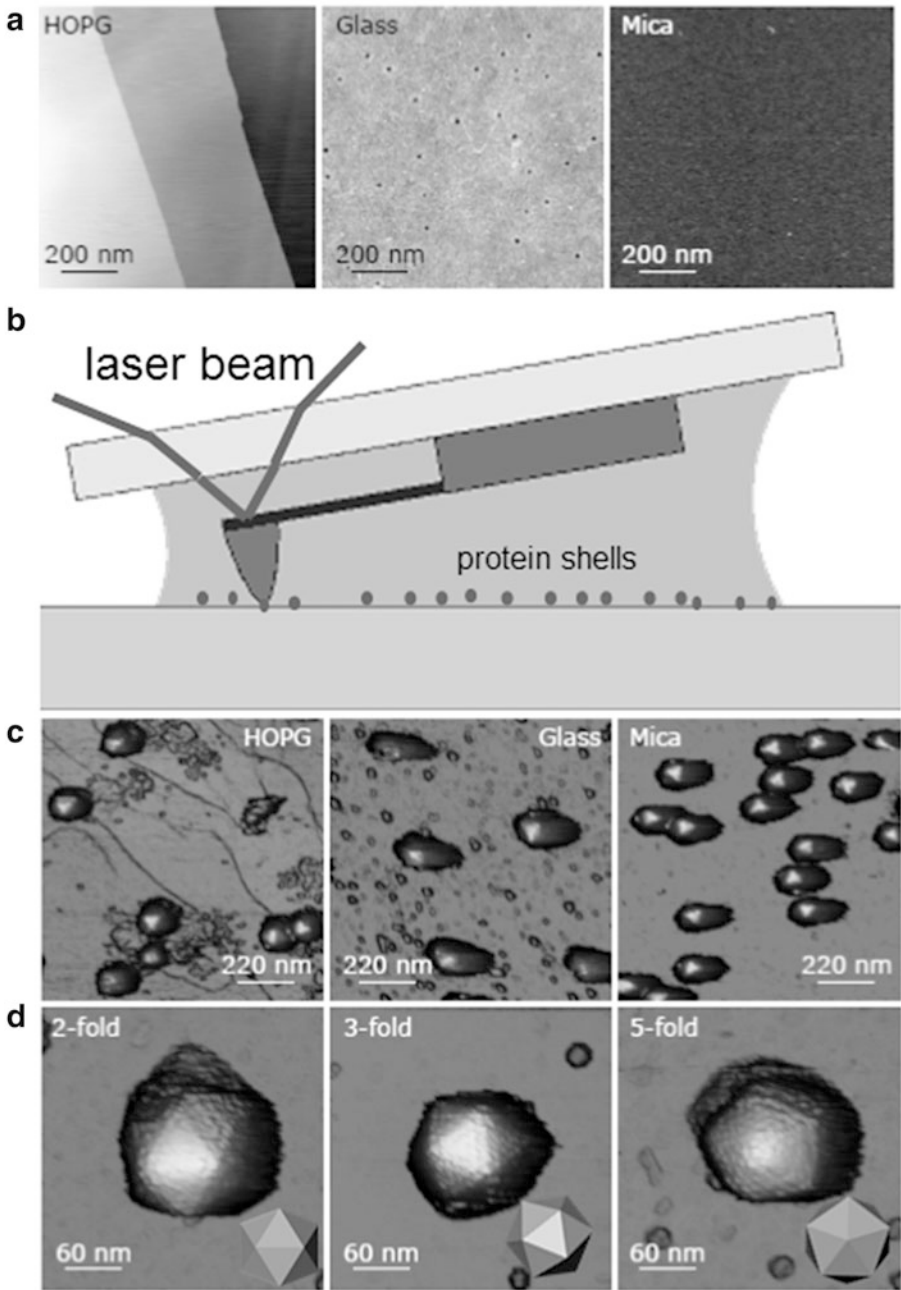 a
HOPG
Glass
Mica
200 nm
200 nm
200 nm
b
laser beam
protein shells
c
HOPG
Glass
Mica
220 nm
220 nm
220 nm
d
2-fold
3-fold
5-fold
60 nm
60 nm
60 nm